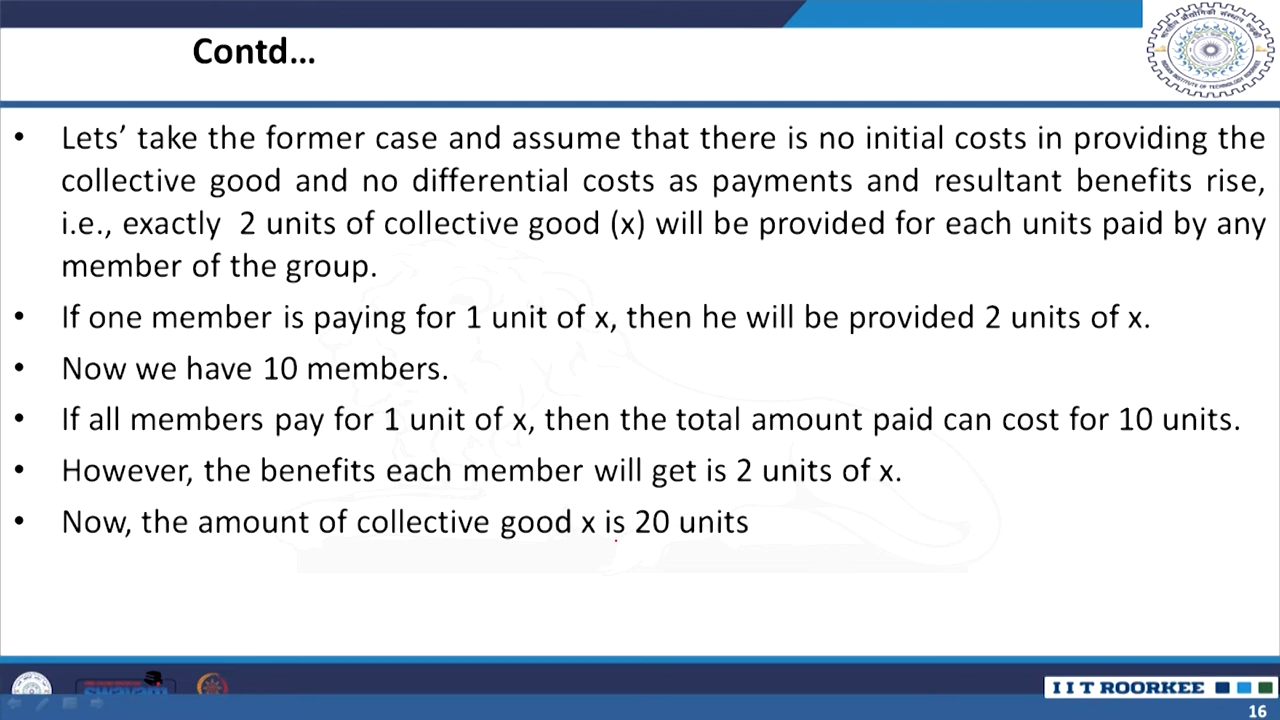 Contd...
• Lets’ take the former case and assume that there is no initial costs in providing the
collective good and no differential costs as payments and resultant benefits rise,
i.e., exactly 2 units of collective good (x) will be provided for each units paid by any
member of the group.
• If one member is paying for 1 unit of x, then he will be provided 2 units of x.
• Now we have 10 members.
• If all members pay for 1 unit of x, then the total amount paid can cost for 10 units.
• However, the benefits each member will get is 2 units of x.
• Now, the amount of collective good x is 20 units
swayam
IIT ROORKEE
16